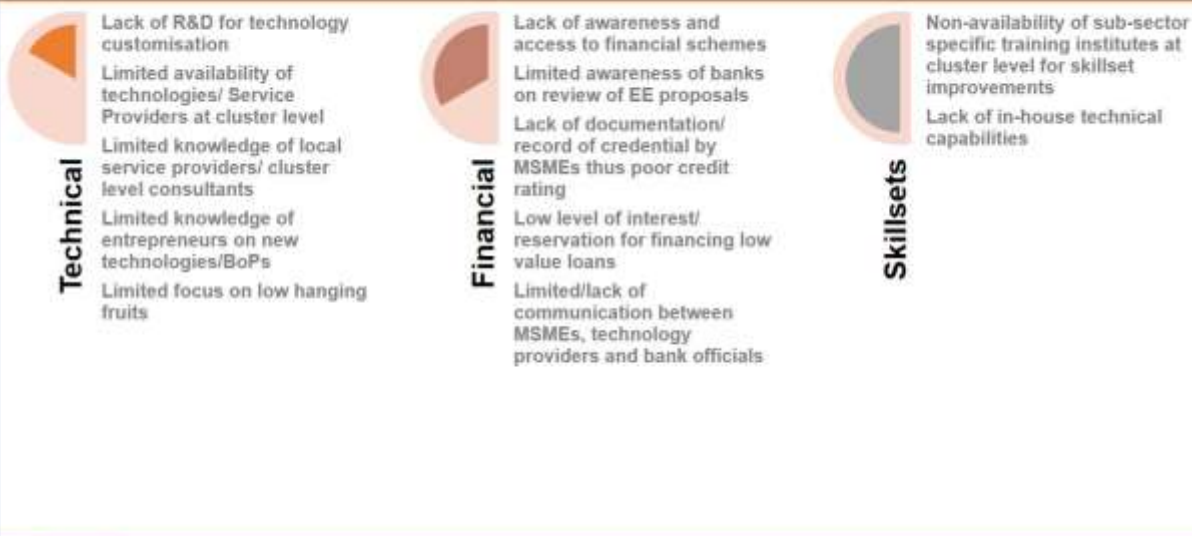 Technical
Lack of R&D for technology
customisation
Limited availability of
technologies/ Service
Providers at cluster level
Limited knowledge of local
service providers/ cluster
level consultants
Limited knowledge of
entrepreneurs on new
technologies/BoPs
Limited focus on low hanging
fruits
Financial
Lack of awareness and
access to financial schemes
Limited awareness of banks
on review of EE proposals
Lack of documentation/
record of credential by
MSMEs thus poor credit
rating
Low level of interest/
reservation for financing low
value loans
Limited/lack of
communication between
MSMEs, technology
providers and bank officials
Skillsets
Non-availability of sub-sector
specific training institutes at
cluster level for skillset
improvements
Lack of in-house technical
capabilities